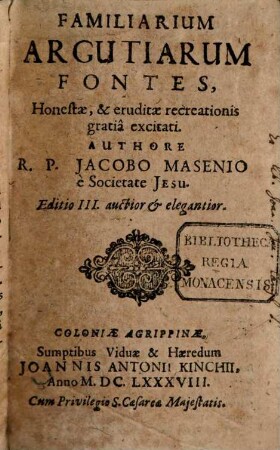 FAMILIARIUM
ARGUTIARUM
FONTES,
Honestæ, & eruditæ recreationis
gratiâ excitati.
AUTHORE
R. P. JACOBO MASENIO
è Societate JESU.
Editio III. auctior & elegantior.
BIBLIOTHECA
REGIA
MONACENSIS
COLONIÆ AGRIPPINÆ,
Sumptibus Viduæ & Hæredum
JOANNIS ANTONII KINCHII,
Anno M. DC. LXXXVIII.
Cum Privilegio S. Cæsareæ Majestatis.